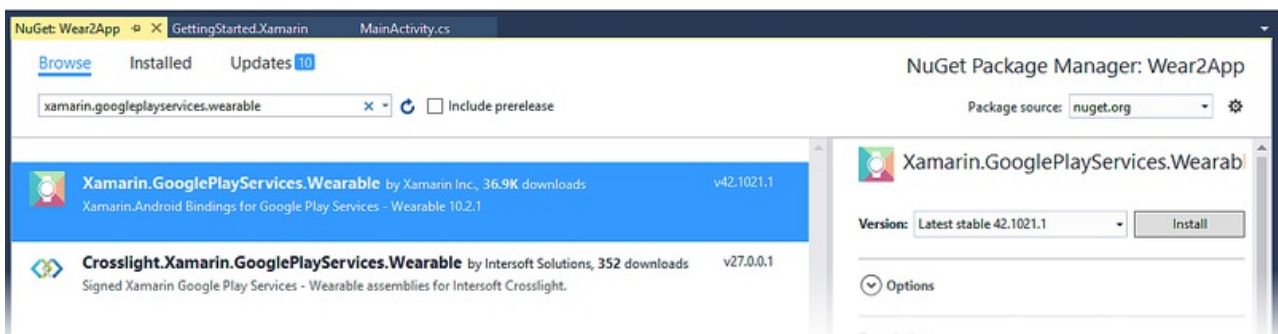 NuGet: Wear2App GettingStarted.Xamarin MainActivity.cs
Browse Installed Updates 10
NuGet Package Manager: Wear2App
xamarin.googleplayservices.wearable Include prerelease
Package source: nuget.org
Xamarin.GooglePlayServices.Wearable by Xamarin Inc., 36.9K downloads v42.1021.1
Xamarin.Android Bindings for Google Play Services - Wearable 10.2.1
Crosslight.Xamarin.GooglePlayServices.Wearable by Intersoft Solutions, 352 downloads v27.0.0.1
Signed Xamarin Google Play Services - Wearable assemblies for Intersoft Crosslight.
Xamarin.GooglePlayServices.Wearabl
Version: Latest stable 42.1021.1 Install
Options